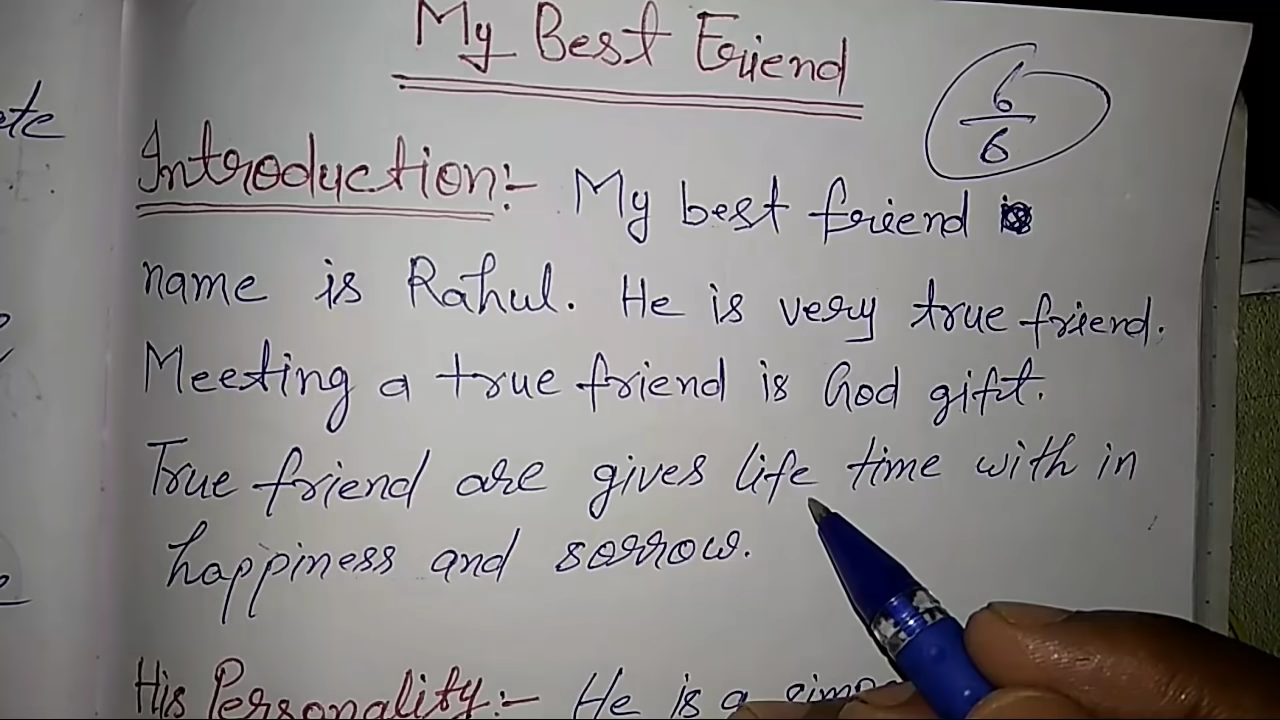 My Best Friend
6
6
Introduction:- My best friend
name is Rahul. He is very true friend.
Meeting a true friend is God gift.
True friend are gives life time with in
happiness and sorrow.
His Personality:- He is a